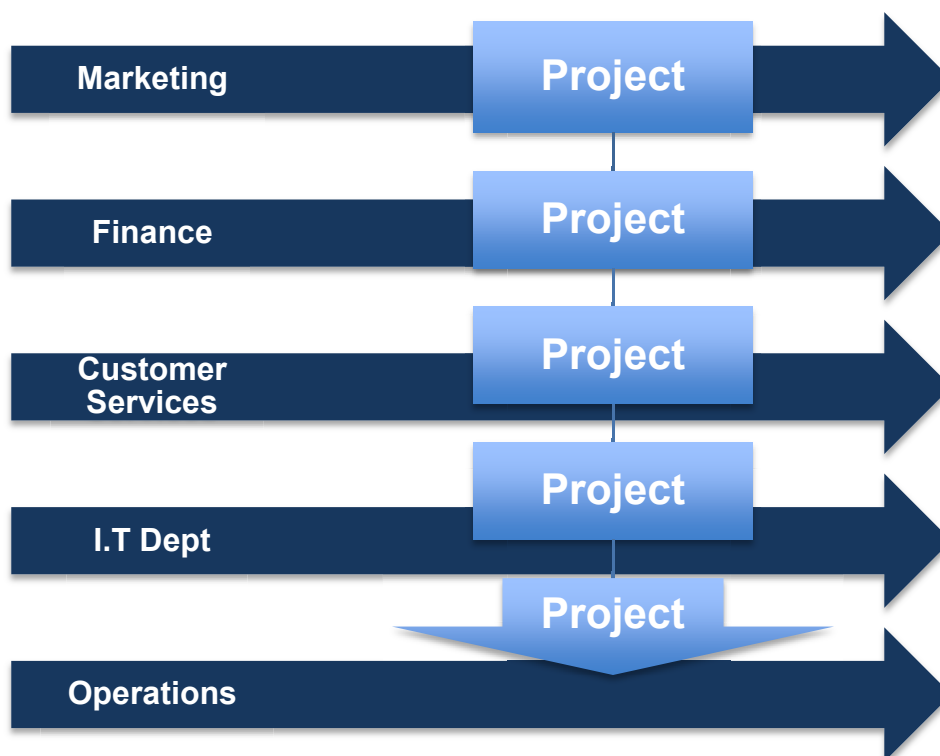 Marketing
Project
Finance
Project
Customer
Services
Project
I.T Dept
Project
Project
Operations